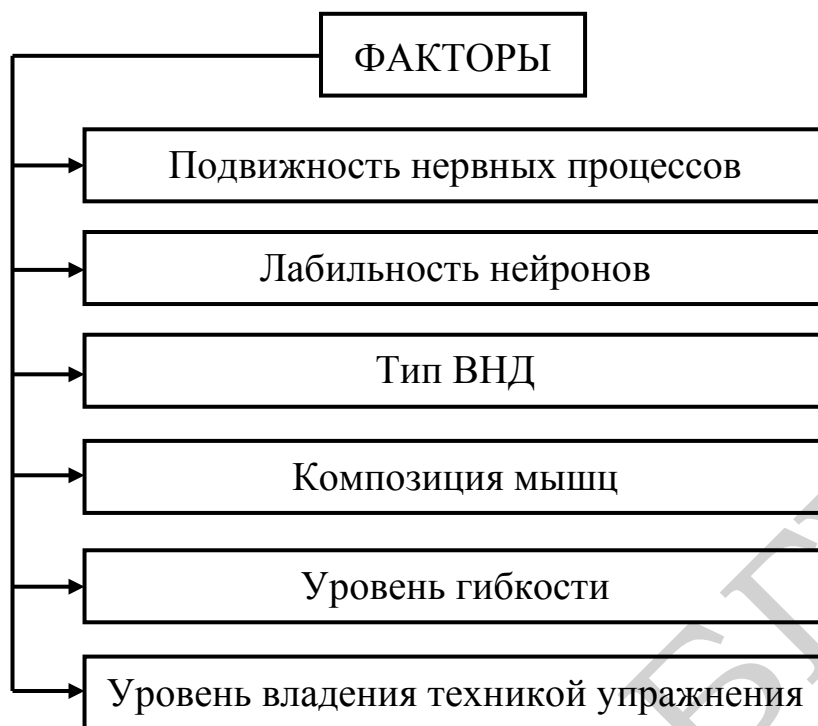 ФАКТОРЫ
Подвижность нервных процессов
Лабильность нейронов
Тип ВНД
Композиция мышц
Уровень гибкости
Уровень владения техникой упражнения